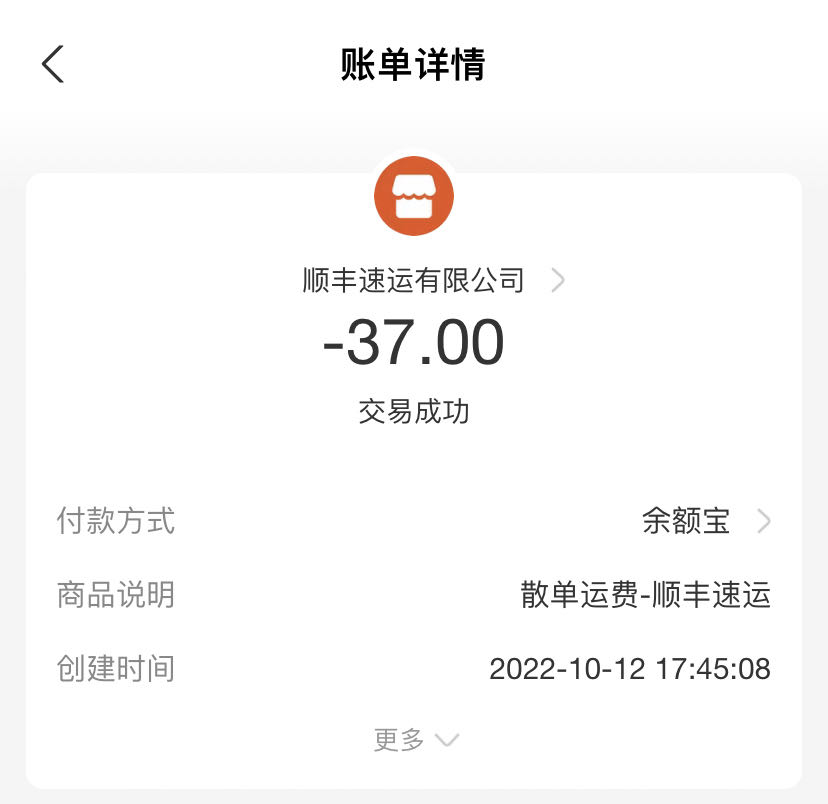 账单详情
顺丰速运有限公司
-37.00
交易成功
付款方式 余额宝
商品说明 散单运费-顺丰速运
创建时间 2022-10-12 17:45:08
更多